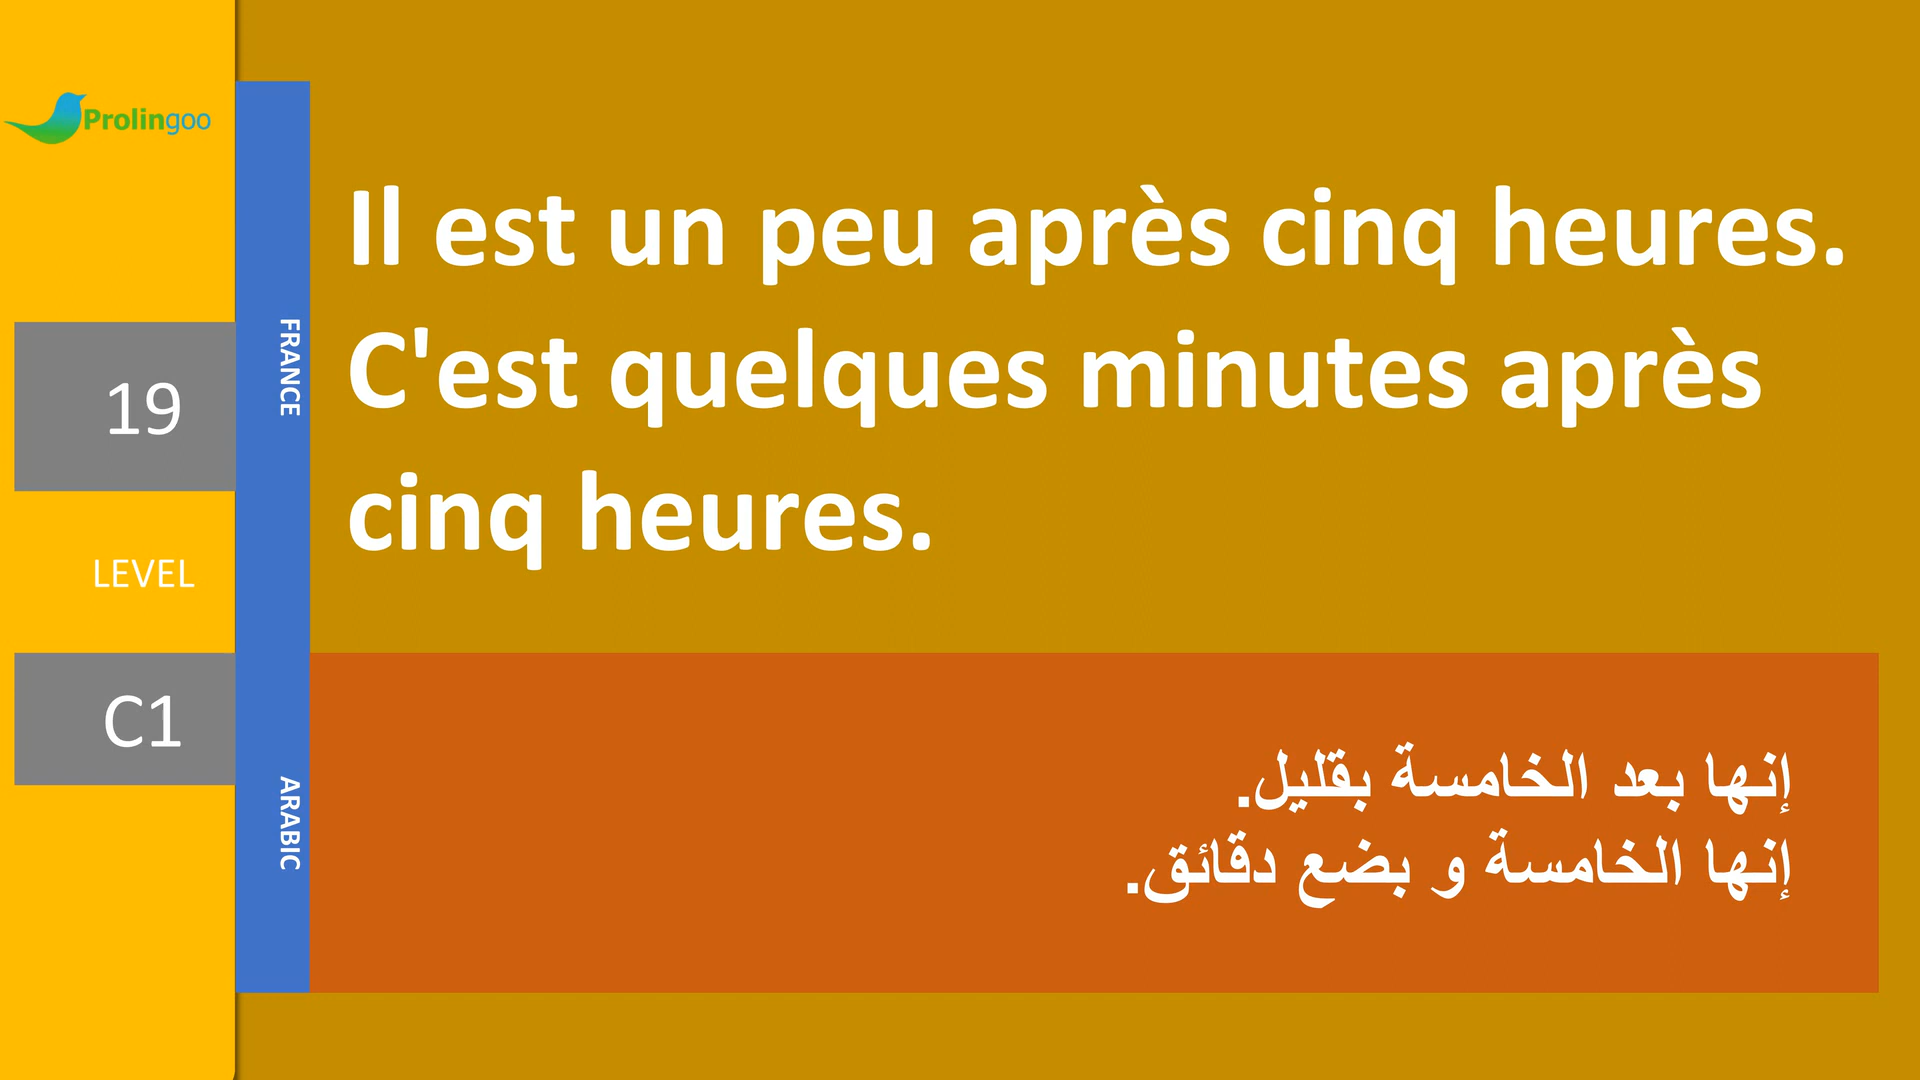 Prolingoo
19
LEVEL
C1
FRANCE
ARABIC
Il est un peu après cinq heures.
C'est quelques minutes après
cinq heures.
إنها بعد الخامسة بقليل.
إنها الخامسة و بضع دقائق.